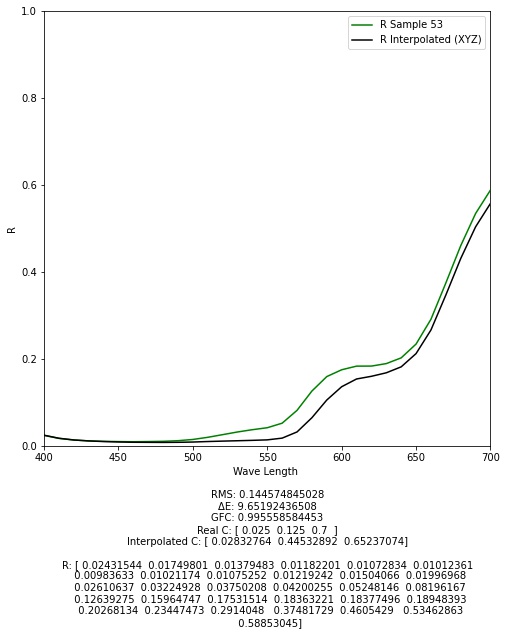 1.0
R Sample 53
R Interpolated (XYZ)
0.8
0.6
R
0.4
0.2
0.0
400 450 500 550 600 650 700
Wave Length
RMS: 0.144574845028
ΔE: 9.65192436508
GFC: 0.995558584453
Real C: [ 0.025 0.125 0.7 ]
Interpolated C: [ 0.02832764 0.44532892 0.65237074]
R: [ 0.02431544 0.01749801 0.01379483 0.01182201 0.01072834 0.01012361
0.00983633 0.01021174 0.01075252 0.01219242 0.01504066 0.01996968
0.02610637 0.03224928 0.03750208 0.04200255 0.05248146 0.08196167
0.12639275 0.15964747 0.17531514 0.18363221 0.18377496 0.18948393
0.20268134 0.23447473 0.2914048 0.37481729 0.4605429 0.53462863
0.58853045]